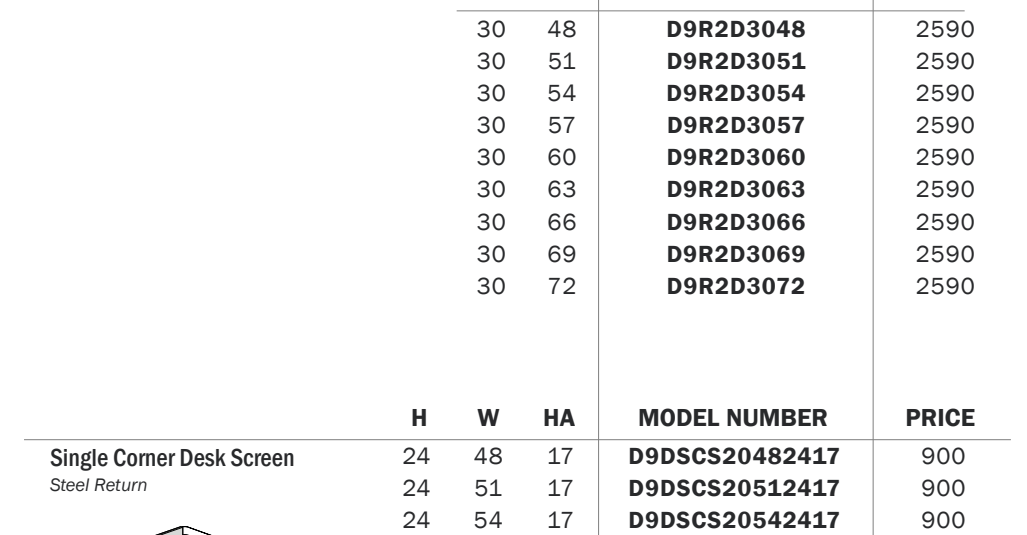 30 48 D9R2D3048 2590
30 51 D9R2D3051 2590
30 54 D9R2D3054 2590
30 57 D9R2D3057 2590
30 60 D9R2D3060 2590
30 63 D9R2D3063 2590
30 66 D9R2D3066 2590
30 69 D9R2D3069 2590
30 72 D9R2D3072 2590
H W HA MODEL NUMBER PRICE
Single Corner Desk Screen 24 48 17 D9DSCS20482417 900
Steel Return 24 51 17 D9DSCS20512417 900
24 54 17 D9DSCS20542417 900